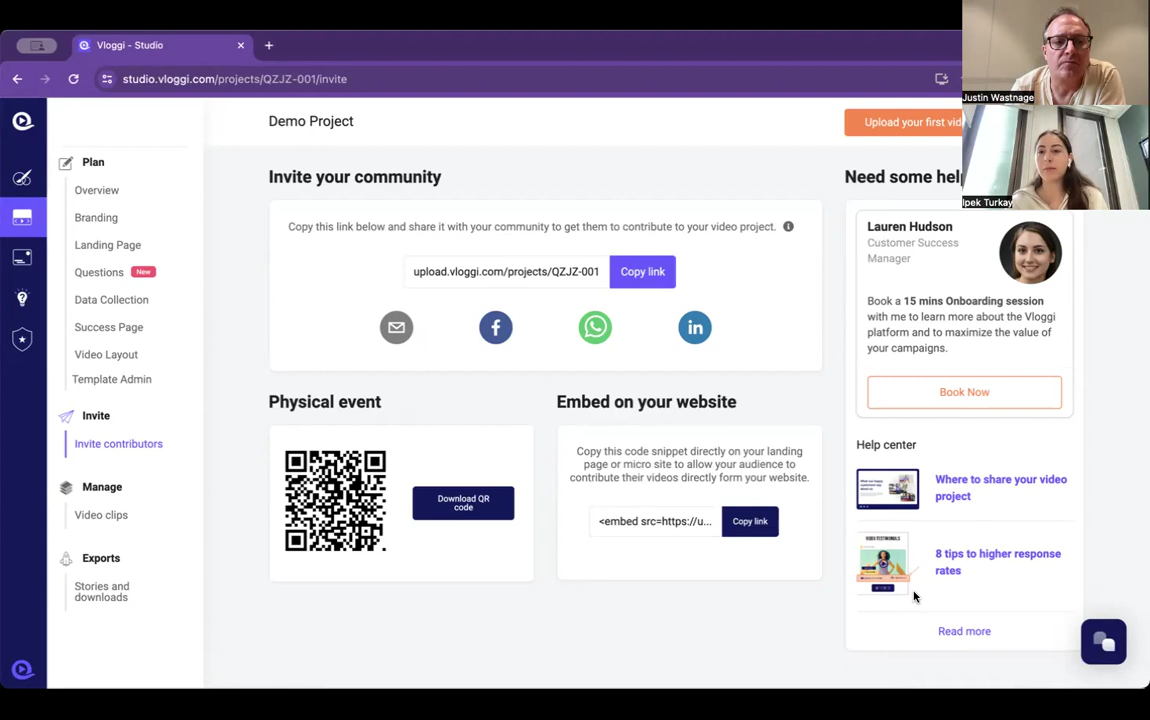 Vloggi - Studio
studio.vloggi.com/projects/QZJZ-001/invite
Justin Wastnage
Ipek Turkay
Demo Project
Upload your first vid
Plan
Overview
Branding
Landing Page
Questions New
Data Collection
Success Page
Video Layout
Template Admin
Invite
Invite contributors
Manage
Video clips
Exports
Stories and
downloads
Invite your community
Copy this link below and share it with your community to get them to contribute to your video project.
upload.vloggi.com/projects/QZJZ-001
Copy link
Physical event
Download QR
code
Embed on your website
Copy this code snippet directly on your landing
page or micro site to allow your audience to
contribute their videos directly form your website.
<embed src=https://u...
Copy link
Need some help
Lauren Hudson
Customer Success
Manager
Book a 15 mins Onboarding session
with me to learn more about the Vloggi
platform and to maximize the value of
your campaigns.
Book Now
Help center
Where to share your video
project
VIDEO TESTIMONIALS
8 tips to higher response
rates
Read more